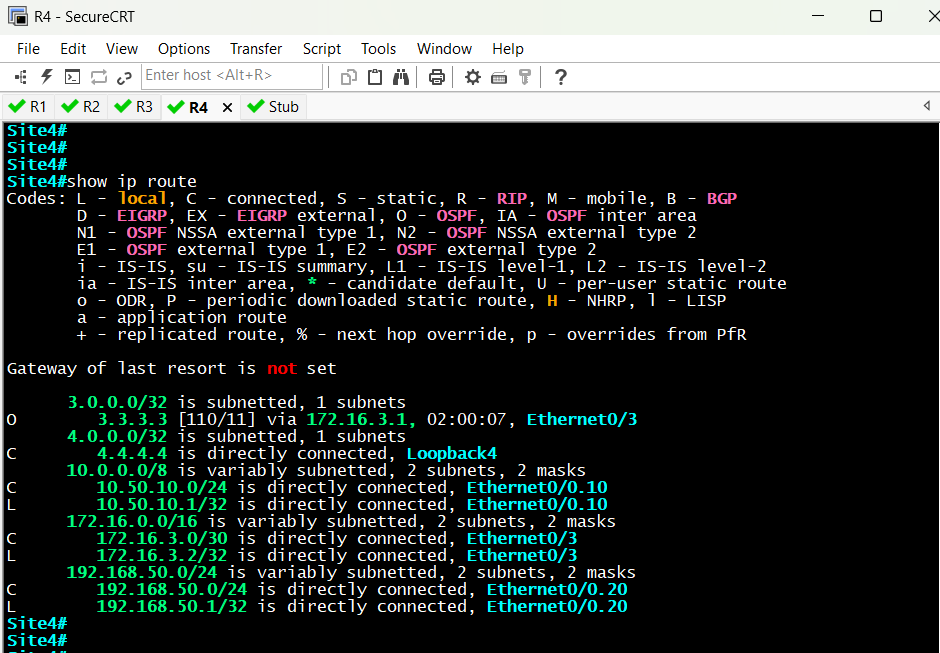 R4 - SecureCRT
File Edit View Options Transfer Script Tools Window Help
Enter host <Alt+R>
R1 R2 R3 R4 Stub
Site4#
Site4#
Site4#
Site4#show ip route
Codes: L - local, C - connected, S - static, R - RIP, M - mobile, B - BGP
D - EIGRP, EX - EIGRP external, O - OSPF, IA - OSPF inter area
N1 - OSPF NSSA external type 1, N2 - OSPF NSSA external type 2
E1 - OSPF external type 1, E2 - OSPF external type 2
i - IS-IS, su - IS-IS summary, L1 - IS-IS level-1, L2 - IS-IS level-2
ia - IS-IS inter area, * - candidate default, U - per-user static route
o - ODR, P - periodic downloaded static route, H - NHRP, l - LISP
a - application route
+ - replicated route, % - next hop override, p - overrides from PfR
Gateway of last resort is not set
3.0.0.0/32 is subnetted, 1 subnets
O 3.3.3.3 [110/11] via 172.16.3.1, 02:00:07, Ethernet0/3
4.0.0.0/32 is subnetted, 1 subnets
C 4.4.4.4 is directly connected, Loopback4
10.0.0.0/8 is variably subnetted, 2 subnets, 2 masks
C 10.50.10.0/24 is directly connected, Ethernet0/0.10
L 10.50.10.1/32 is directly connected, Ethernet0/0.10
172.16.0.0/16 is variably subnetted, 2 subnets, 2 masks
C 172.16.3.0/30 is directly connected, Ethernet0/3
L 172.16.3.2/32 is directly connected, Ethernet0/3
192.168.50.0/24 is variably subnetted, 2 subnets, 2 masks
C 192.168.50.0/24 is directly connected, Ethernet0/0.20
L 192.168.50.1/32 is directly connected, Ethernet0/0.20
Site4#
Site4#